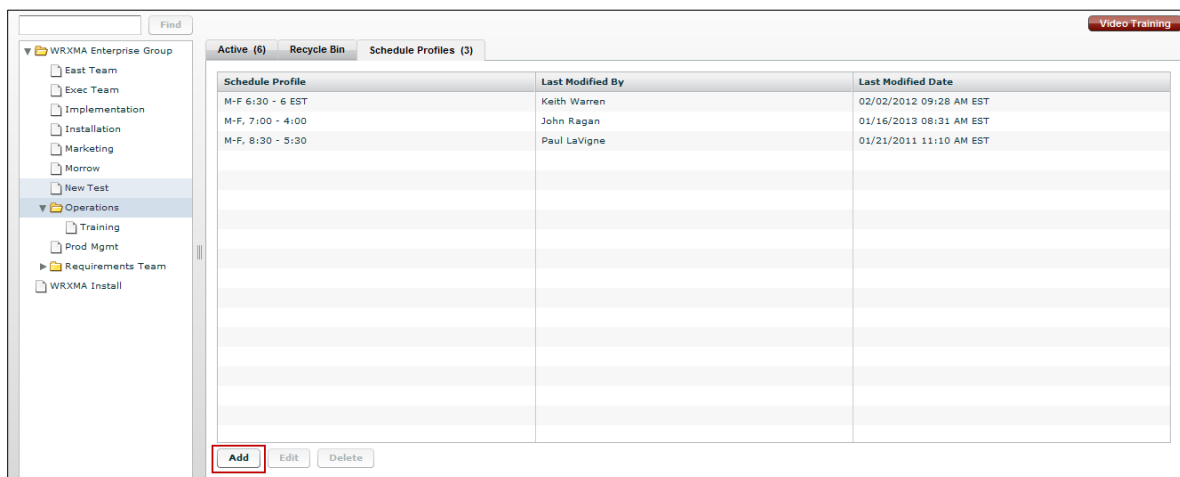 Find
Video Training
WRXMA Enterprise Group
East Team
Exec Team
Implementation
Installation
Marketing
Morrow
New Test
Operations
Training
Prod Mgmt
Requirements Team
WRXMA Install
Active (6) Recycle Bin Schedule Profiles (3)
Schedule Profile Last Modified By Last Modified Date
M-F 6:30 - 6 EST Keith Warren 02/02/2012 09:28 AM EST
M-F, 7:00 - 4:00 John Ragan 01/16/2013 08:31 AM EST
M-F, 8:30 - 5:30 Paul LaVigne 01/21/2011 11:10 AM EST
Add Edit Delete